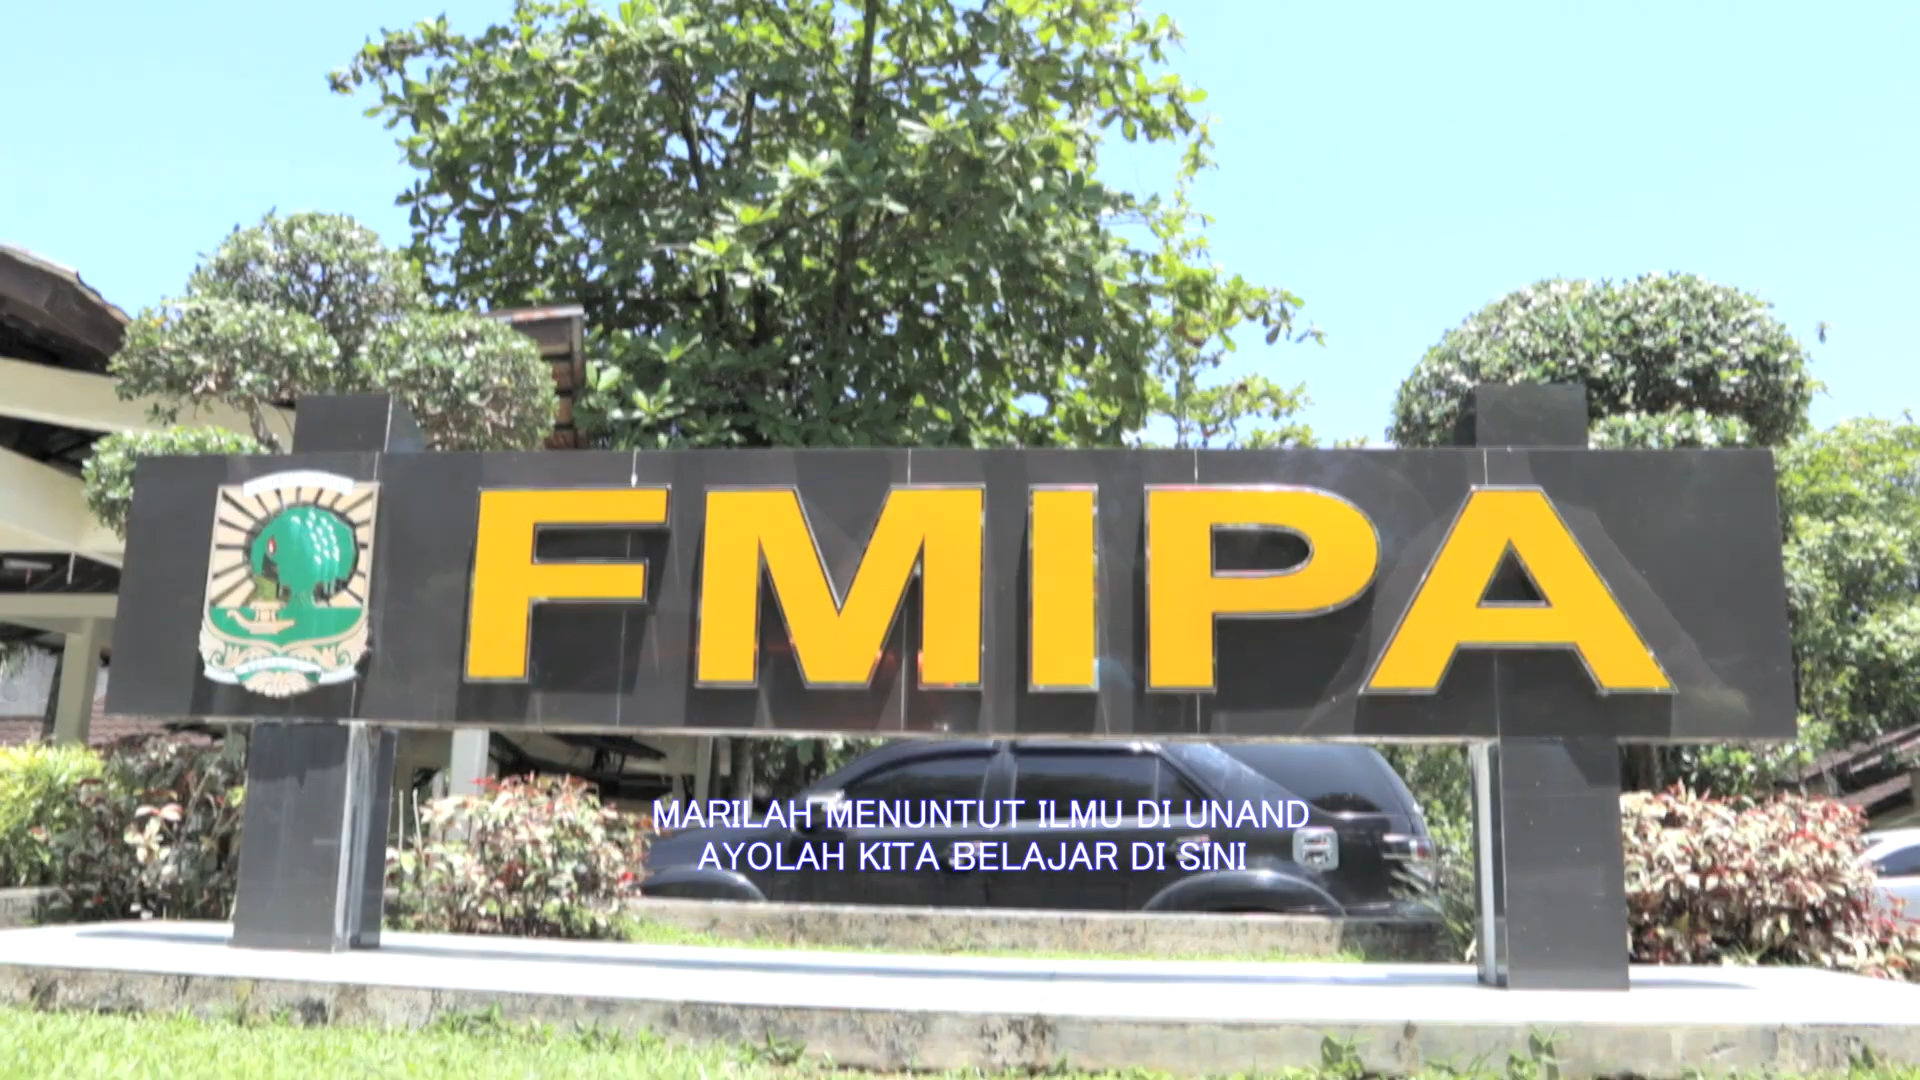 FMIPA
MARILAH MENUNTUT ILMU DI UNAND
AYOLAH KITA BELAJAR DI SINI